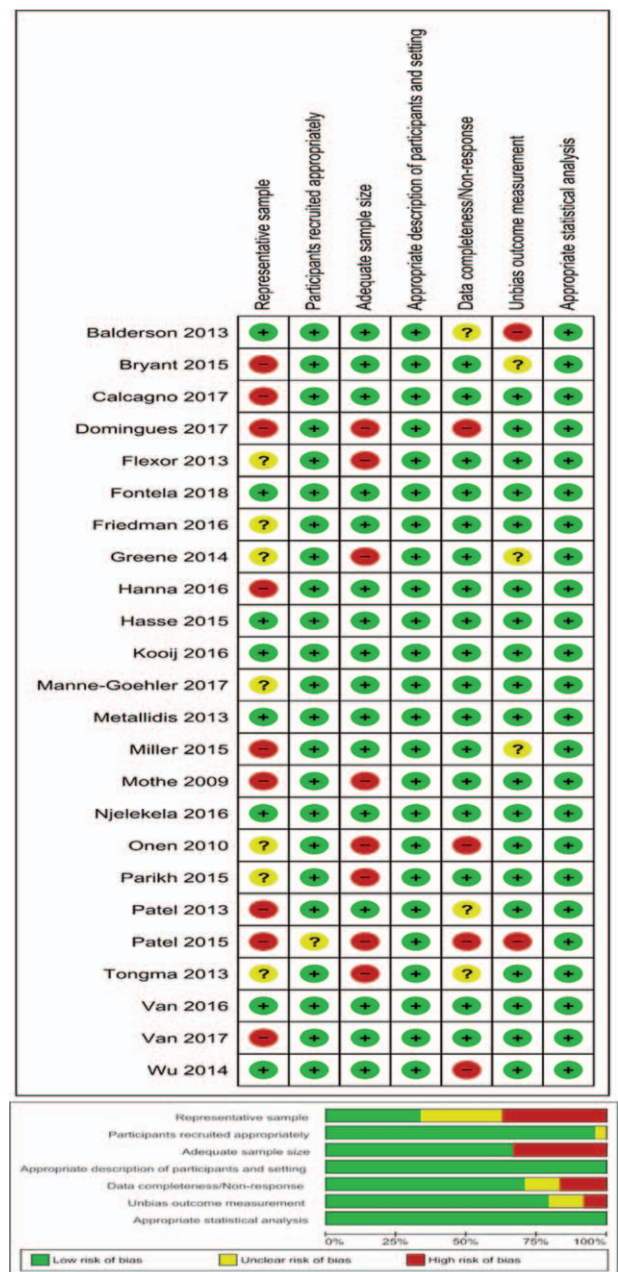 Representative sample
Participants recruited appropriately
Adequate sample size
Appropriate description of participants and setting
Data completeness/Non-response
Unbias outcome measurement
Appropriate statistical analysis
Balderson 2013 + + + + ? − +
Bryant 2015 − + + + + ? +
Calcagno 2017 − + + + + + +
Domingues 2017 − + − + − + +
Flexor 2013 ? + − + + + +
Fontela 2018 + + + + + + +
Friedman 2016 ? + + + + + +
Greene 2014 ? + − + + ? +
Hanna 2016 − + + + + + +
Hasse 2015 + + + + + + +
Kooij 2016 + + + + + + +
Manne-Goehler 2017 ? + + + + + +
Metallidis 2013 + + + + + + +
Miller 2015 − + + + + ? +
Mothe 2009 − + − + + + +
Njelekela 2016 + + + + + + +
Onen 2010 ? + − + − + +
Parikh 2015 ? + − + + + +
Patel 2013 − + + + ? + +
Patel 2015 − ? − + − − +
Tongma 2013 ? + − + ? + +
Van 2016 + + + + + + +
Van 2017 − + + + + + +
Wu 2014 + + + + − + +
Representative sample
Participants recruited appropriately
Adequate sample size
Appropriate description of participants and setting
Data completeness/Non-response
Unbias outcome measurement
Appropriate statistical analysis
0% 25% 50% 75% 100%
Low risk of bias Unclear risk of bias High risk of bias